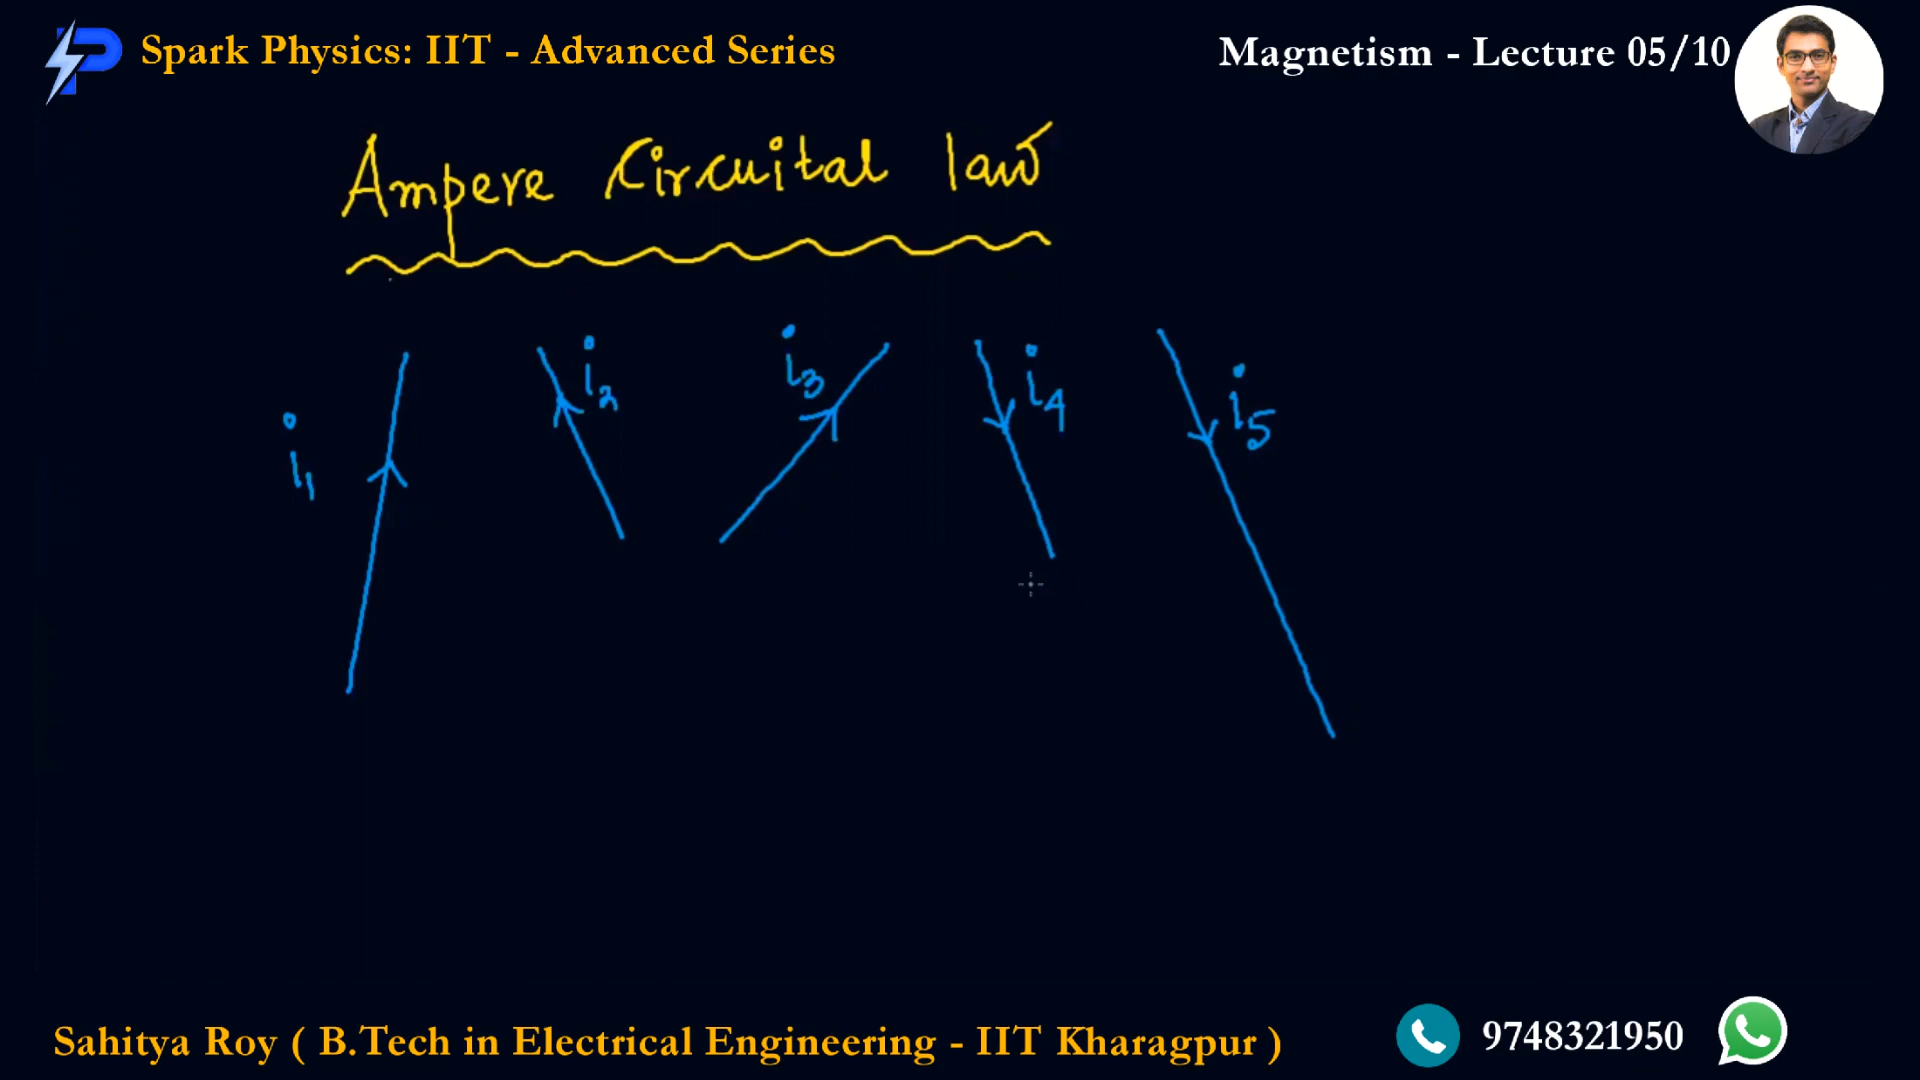 Spark Physics: IIT - Advanced Series
Magnetism - Lecture 05/10
Ampere Circuital law
i1
i2
i3
i4
i5
Sahitya Roy ( B.Tech in Electrical Engineering - IIT Kharagpur )
9748321950